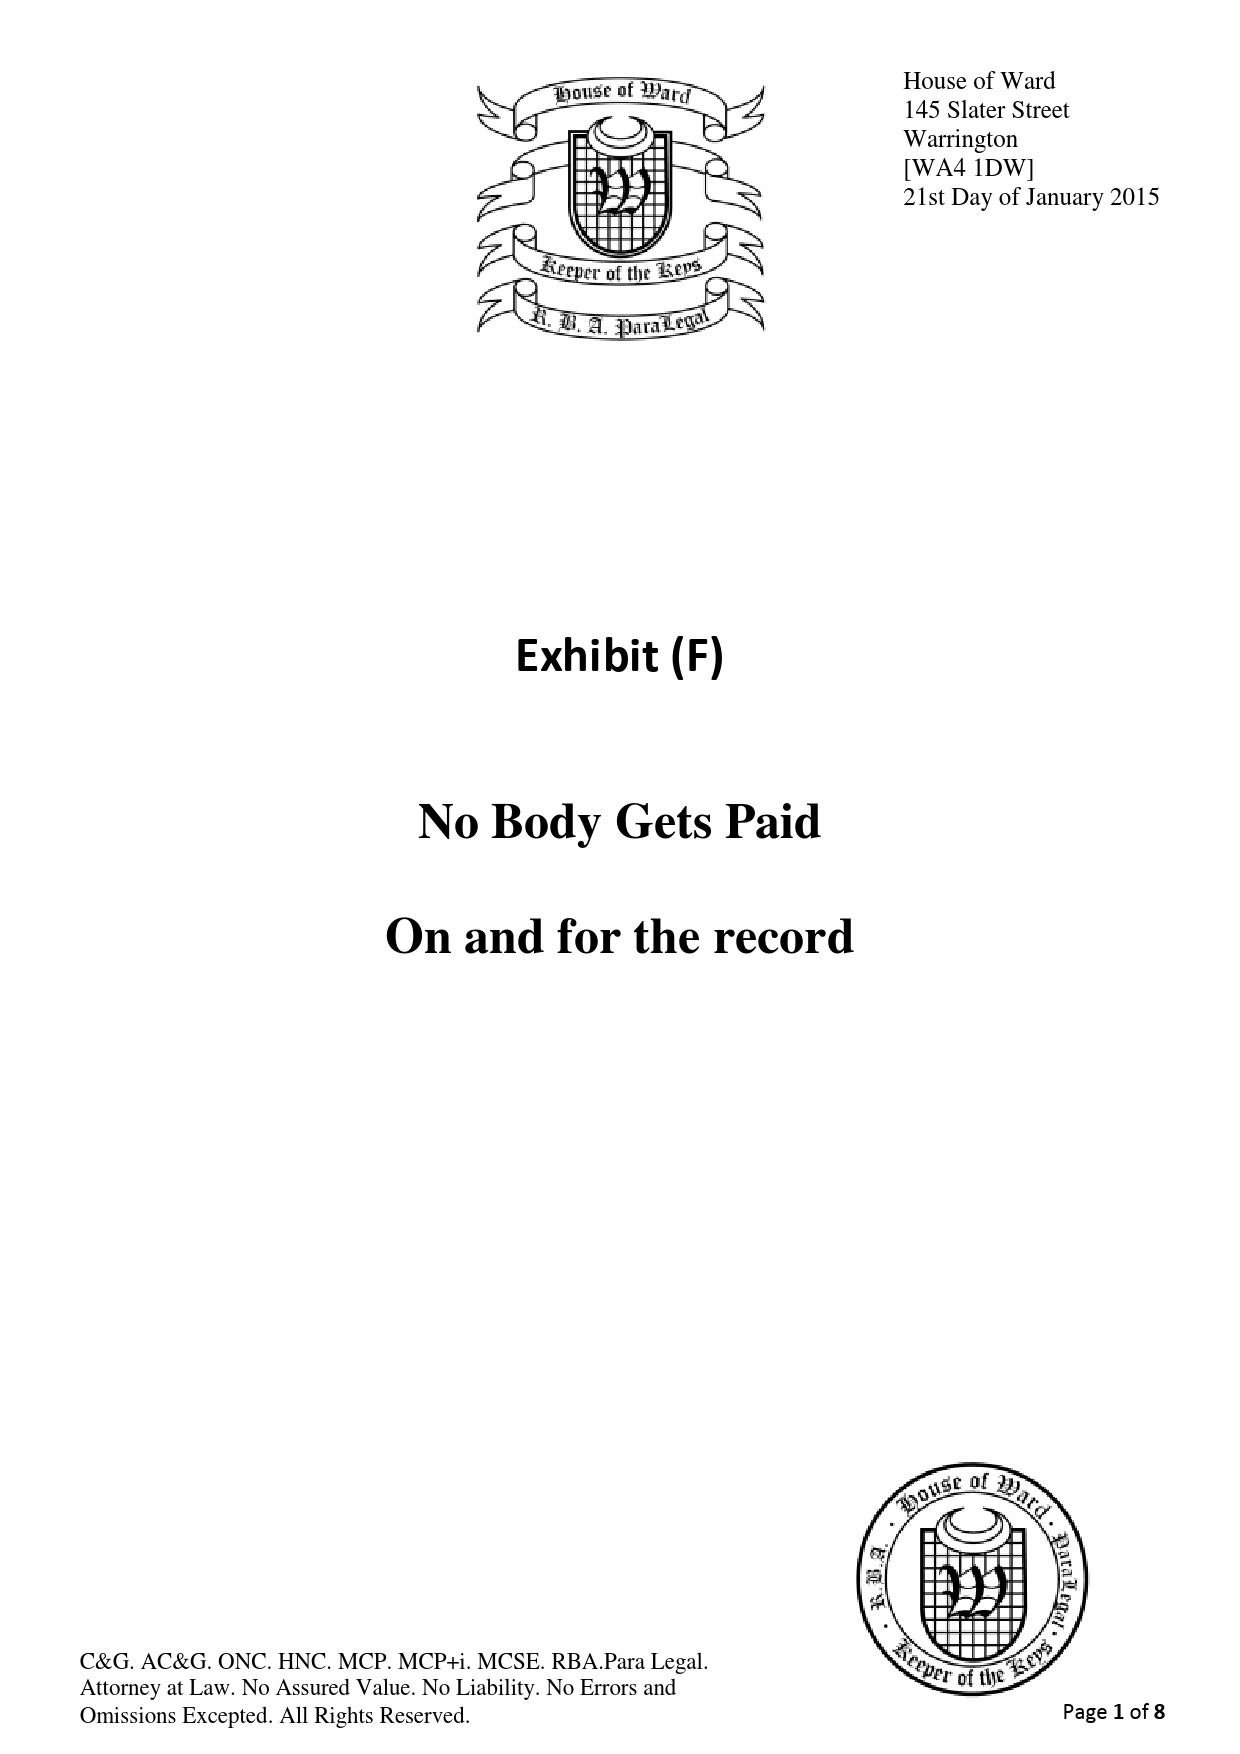 House of Ward
145 Slater Street
Warrington
[WA4 1DW]
21st Day of January 2015
House of Ward
W
Keeper of the Keys
R. B. A. ParaLegal
Exhibit (F)
No Body Gets Paid
On and for the record
R.B.A. · House of Ward · ParaLegal ·
W
Keeper of the Keys
C&G. AC&G. ONC. HNC. MCP. MCP+i. MCSE. RBA.Para Legal.
Attorney at Law. No Assured Value. No Liability. No Errors and
Omissions Excepted. All Rights Reserved.
Page 1 of 8